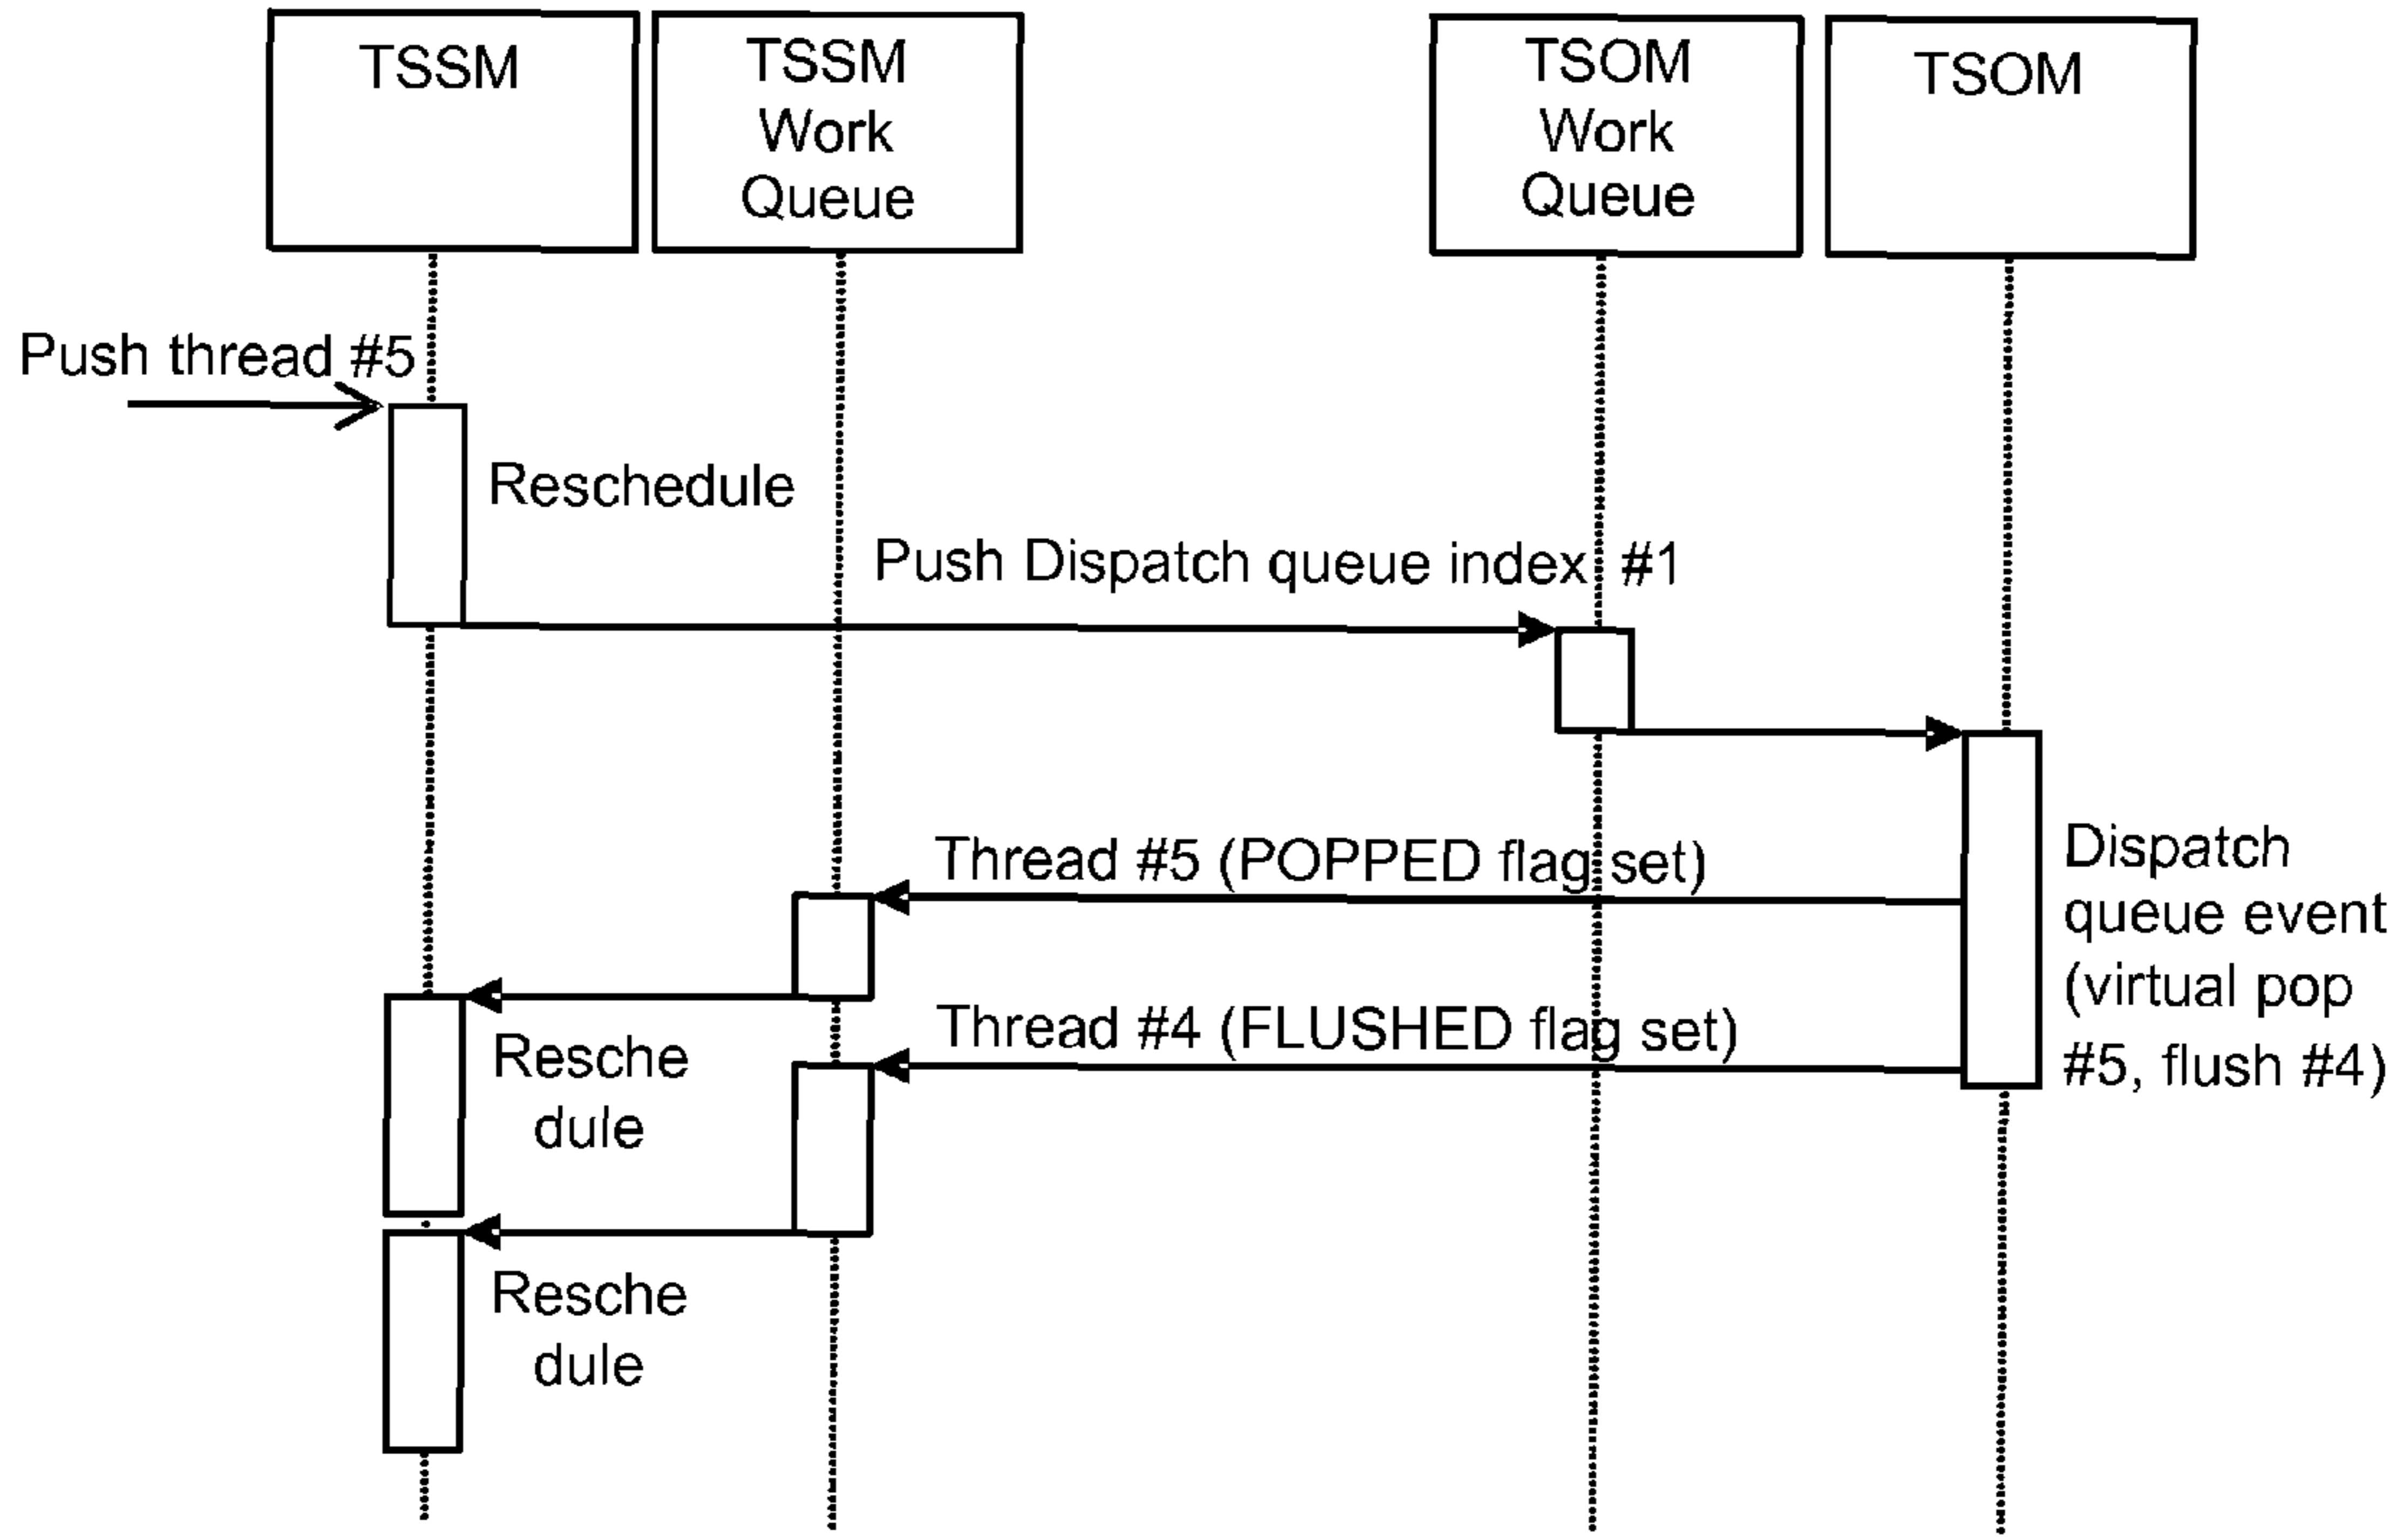 TSSM
TSSM
Work
Queue
TSOM
Work
Queue
TSOM
Push thread #5
Reschedule
Push Dispatch queue index #1
Thread #5 (POPPED flag set)
Dispatch
queue event
(virtual pop
#5, flush #4)
Thread #4 (FLUSHED flag set)
Resche
dule
Resche
dule